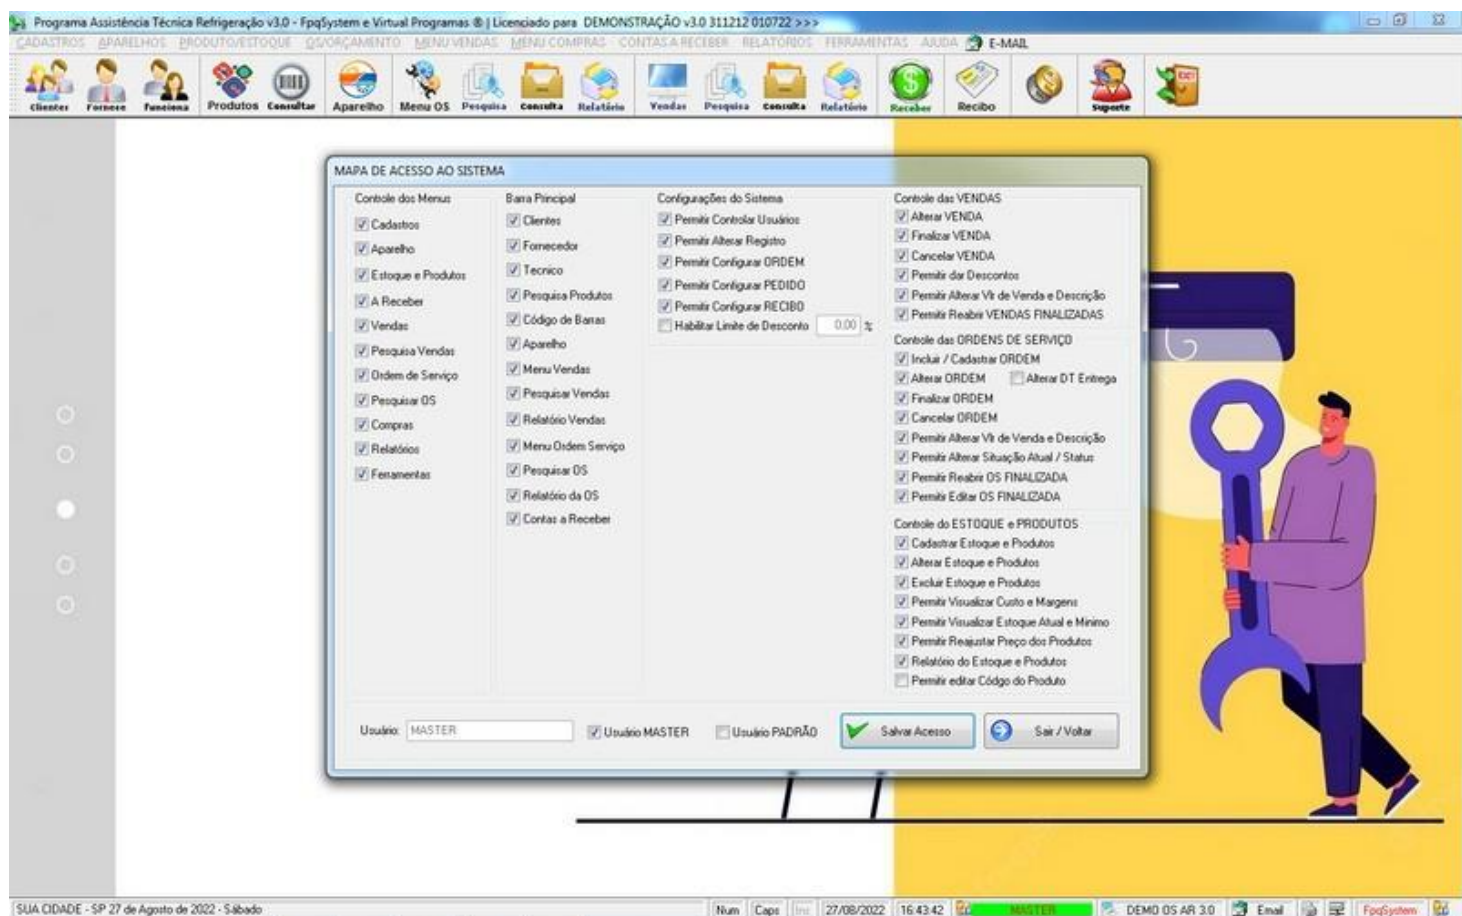 Programa Assistência Técnica Refrigeração v3.0 - FpqSystem e Virtual Programas ® | Licenciado para DEMONSTRAÇÃO v3.0 311212 010722 >>>
CADASTROS APARELHOS PRODUTO/ESTOQUE OS/ORÇAMENTO MENU VENDAS MENU COMPRAS CONTAS A RECEBER RELATÓRIOS FERRAMENTAS AJUDA E-MAIL
Clientes Fornece Funciona Produtos Consultar Aparelho Menu OS Pesquisa Consulta Relatório Vendas Pesquisa Consulta Relatório Receber Recibo Suporte
EXIT
MAPA DE ACESSO AO SISTEMA
Controle dos Menus
Cadastros
Aparelho
Estoque e Produtos
A Receber
Vendas
Pesquisa Vendas
Ordem de Serviço
Pesquisar OS
Compras
Relatórios
Ferramentas
Barra Principal
Clientes
Fornecedor
Tecnico
Pesquisa Produtos
Código de Barras
Aparelho
Menu Vendas
Pesquisar Vendas
Relatório Vendas
Menu Ordem Serviço
Pesquisar OS
Relatório da OS
Contas a Receber
Configurações do Sistema
Permitir Controlar Usuários
Permitir Alterar Registro
Permitir Configurar ORDEM
Permitir Configurar PEDIDO
Permitir Configurar RECIBO
Habilitar Limite de Desconto 0,00 %
Controle das VENDAS
Alterar VENDA
Finalizar VENDA
Cancelar VENDA
Permitir dar Descontos
Permitir Alterar Vlr de Venda e Descrição
Permitir Reabrir VENDAS FINALIZADAS
Controle das ORDENS DE SERVIÇO
Incluir / Cadastrar ORDEM
Alterar ORDEM Alterar DT Entrega
Finalizar ORDEM
Cancelar ORDEM
Permitir Alterar Vlr de Venda e Descrição
Permitir Alterar Situação Atual / Status
Permitir Reabrir OS FINALIZADA
Permitir Editar OS FINALIZADA
Controle do ESTOQUE e PRODUTOS
Cadastrar Estoque e Produtos
Alterar Estoque e Produtos
Excluir Estoque e Produtos
Permitir Visualizar Custo e Margens
Permitir Visualizar Estoque Atual e Minimo
Permitir Reajustar Preço dos Produtos
Relatório do Estoque e Produtos
Permitir editar Códgo do Produto
Usuário: MASTER Usuário MASTER Usuário PADRÃO Salvar Acesso Sair / Voltar
SUA CIDADE - SP 27 de Agosto de 2022 - Sábado Num Caps Ins 27/08/2022 16:43:42 MASTER DEMO OS AR 3.0 Email FpqSystem